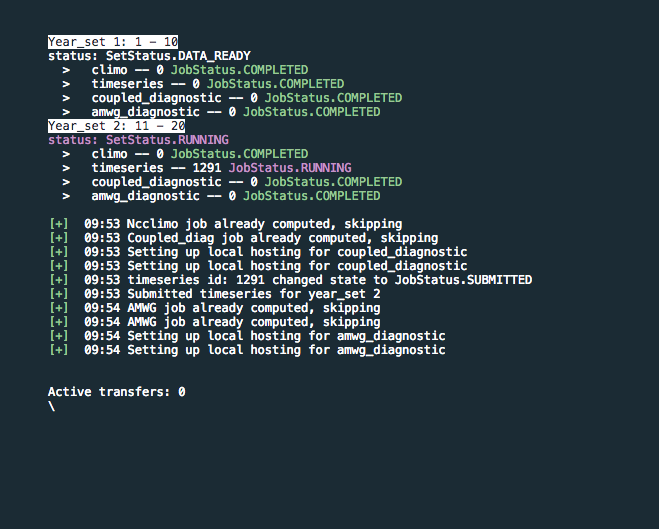 Year_set 1: 1 - 10
status: SetStatus.DATA_READY
> climo -- 0 JobStatus.COMPLETED
> timeseries -- 0 JobStatus.COMPLETED
> coupled_diagnostic -- 0 JobStatus.COMPLETED
> amwg_diagnostic -- 0 JobStatus.COMPLETED
Year_set 2: 11 - 20
status: SetStatus.RUNNING
> climo -- 0 JobStatus.COMPLETED
> timeseries -- 1291 JobStatus.RUNNING
> coupled_diagnostic -- 0 JobStatus.COMPLETED
> amwg_diagnostic -- 0 JobStatus.COMPLETED
[+] 09:53 Ncclimo job already computed, skipping
[+] 09:53 Coupled_diag job already computed, skipping
[+] 09:53 Setting up local hosting for coupled_diagnostic
[+] 09:53 Setting up local hosting for coupled_diagnostic
[+] 09:53 timeseries id: 1291 changed state to JobStatus.SUBMITTED
[+] 09:53 Submitted timeseries for year_set 2
[+] 09:54 AMWG job already computed, skipping
[+] 09:54 AMWG job already computed, skipping
[+] 09:54 Setting up local hosting for amwg_diagnostic
[+] 09:54 Setting up local hosting for amwg_diagnostic
Active transfers: 0
\